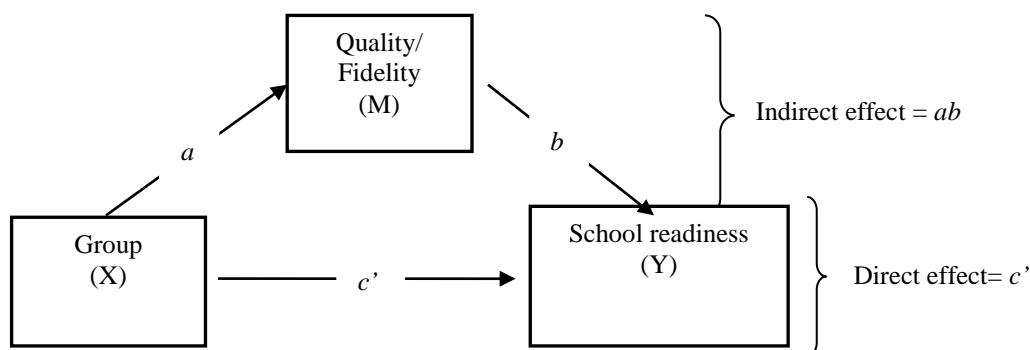 Quality/
Fidelity
(M)
Indirect effect = ab
a
b
Group
(X)
School readiness
(Y)
c’
Direct effect= c’